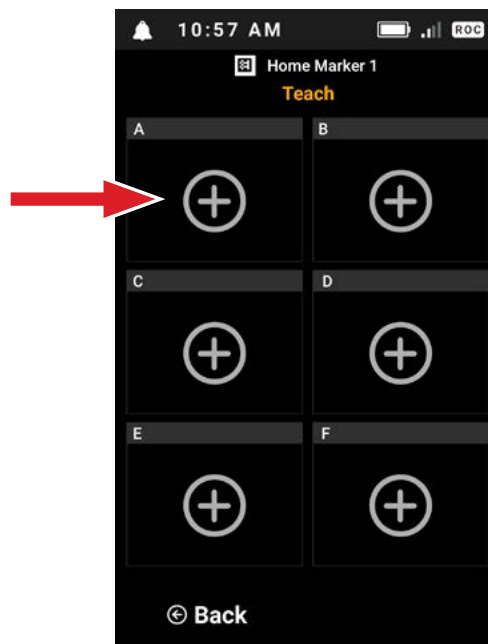 10:57 AM ROC
Home Marker 1
Teach
A B
C D
E F
Back